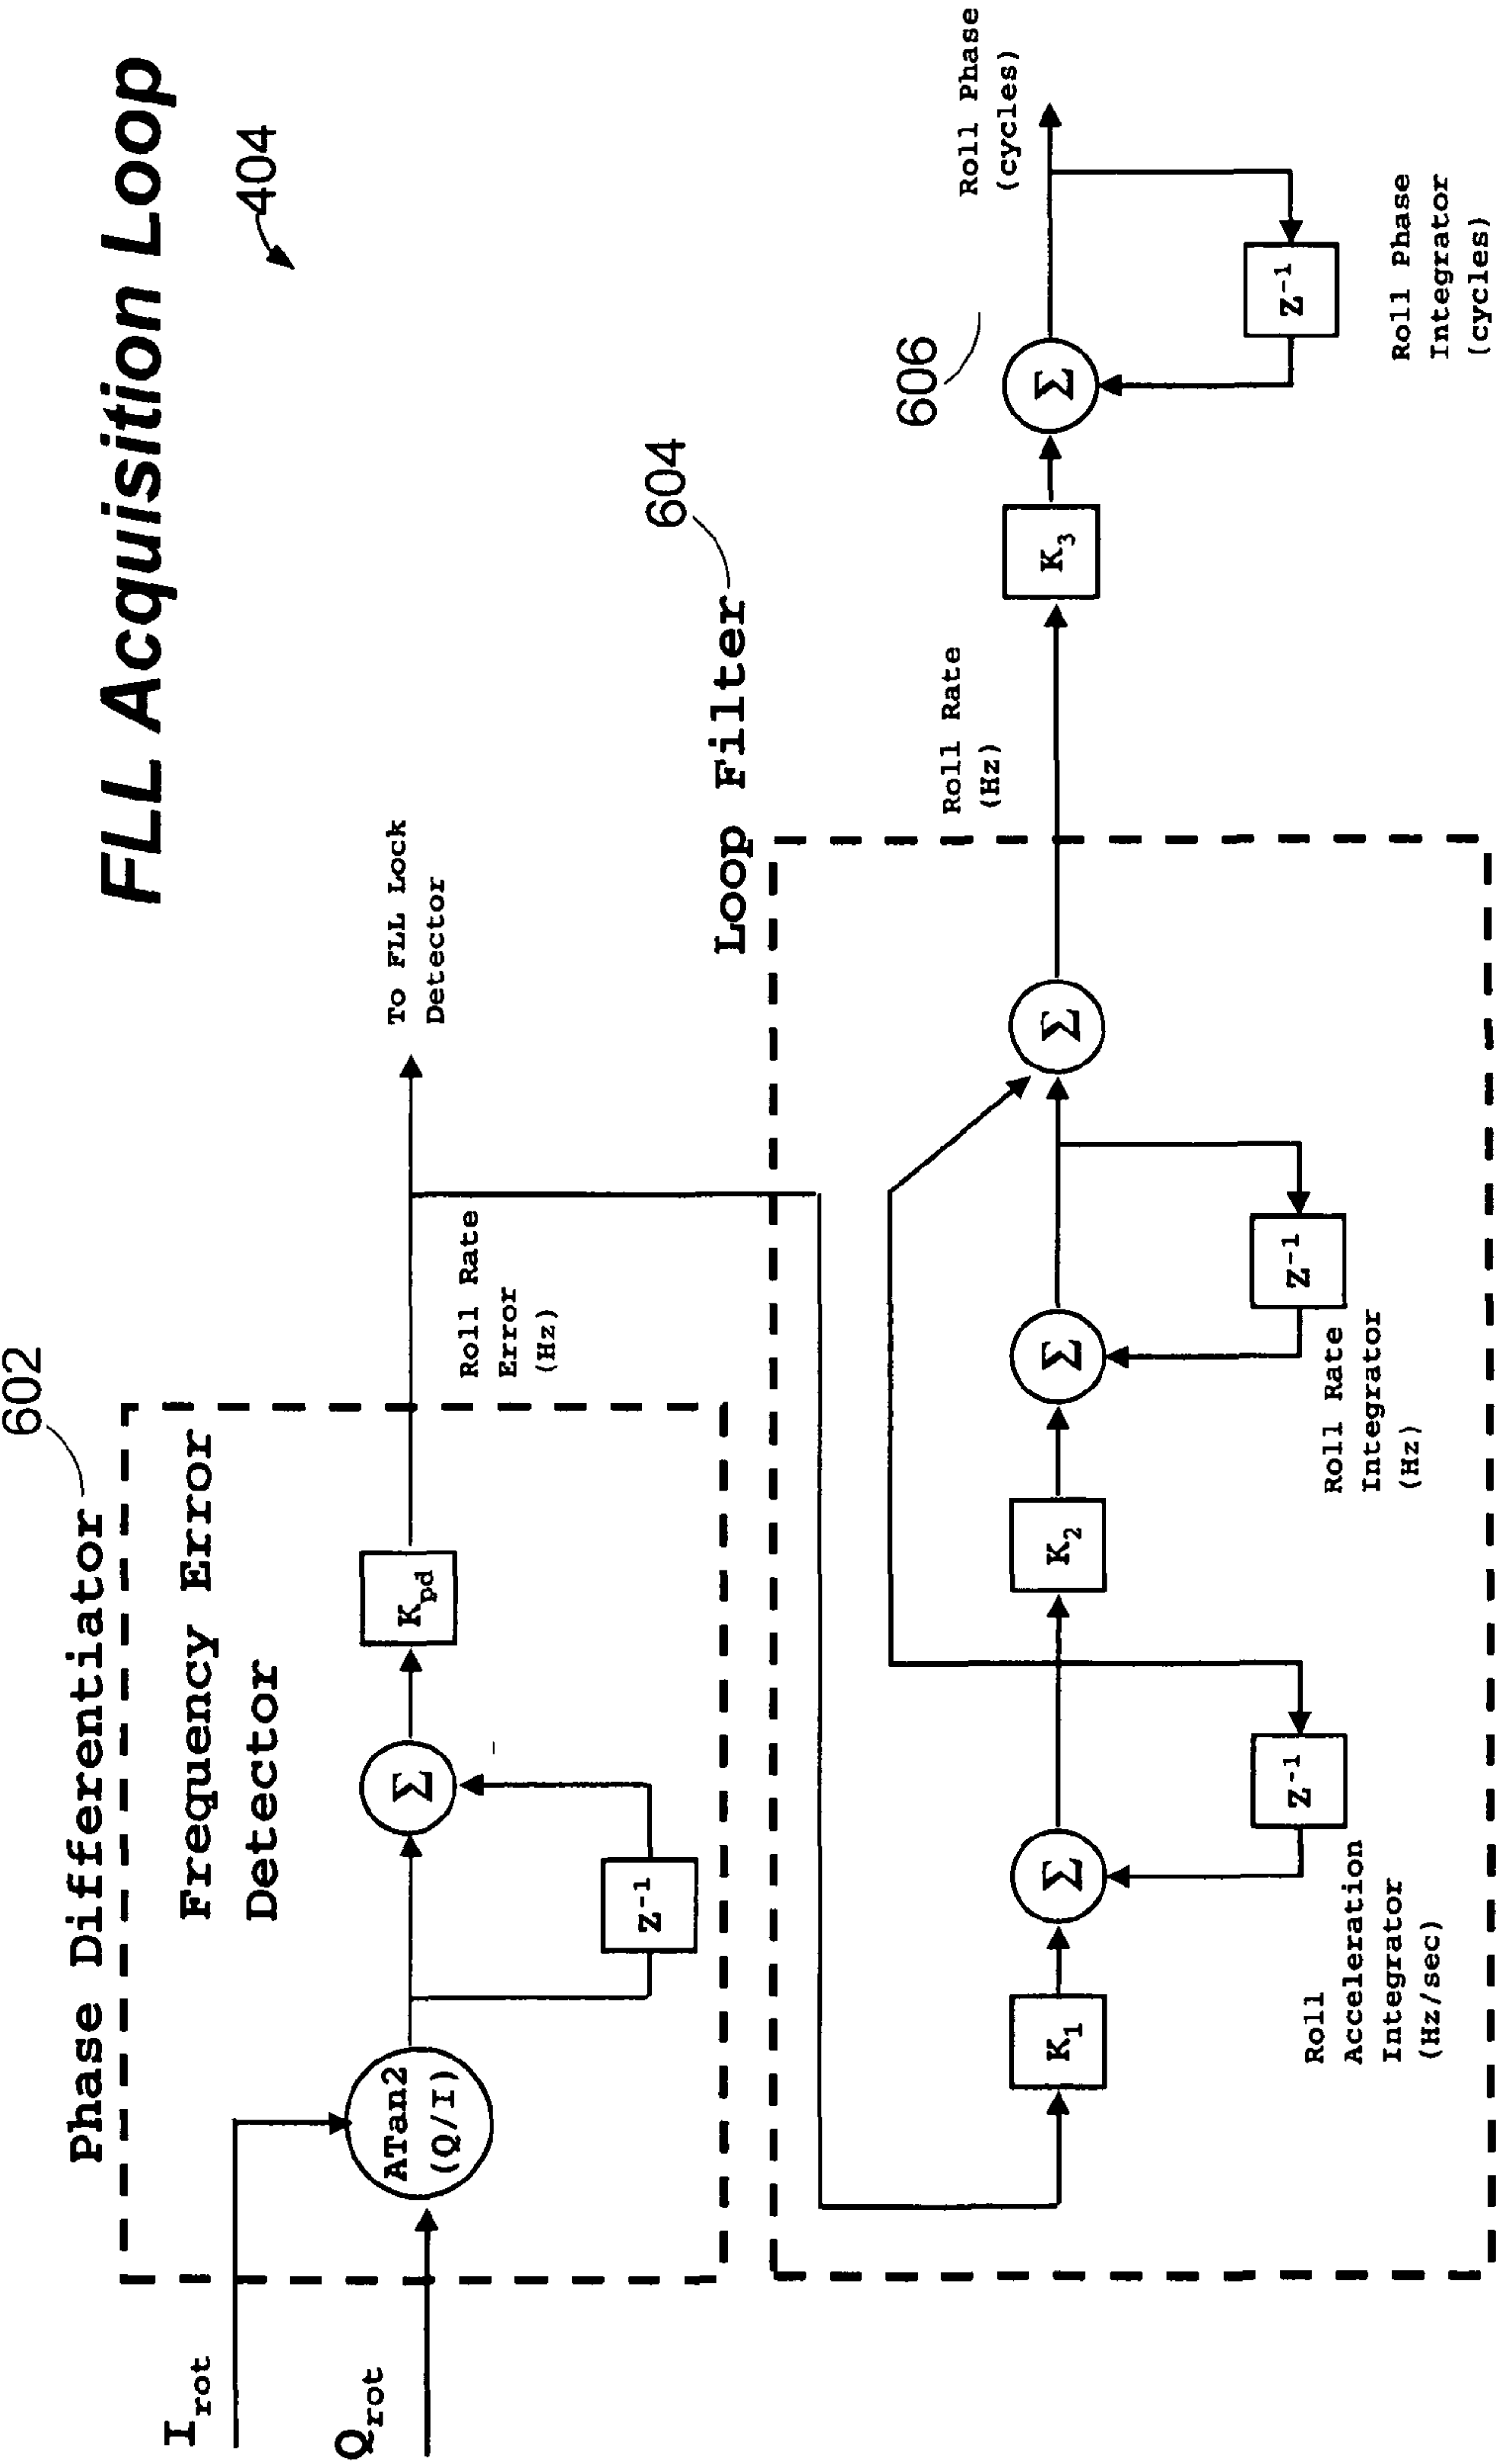 FLL Acquisition Loop
404
602
Phase Differentiator
Frequency Error
Detector
I_rot
Q_rot
ATan2
(Q/I)
Z⁻¹
Σ
–
K_pd
Roll Rate
Error
(Hz)
To FLL Lock
Detector
Loop Filter
604
K₁
Σ
Z⁻¹
Roll
Acceleration
Integrator
(Hz/sec)
K₂
Σ
Z⁻¹
Roll Rate
Integrator
(Hz)
Σ
Roll Rate
(Hz)
K₃
606
Σ
Z⁻¹
Roll Phase
(cycles)
Roll Phase
Integrator
(cycles)